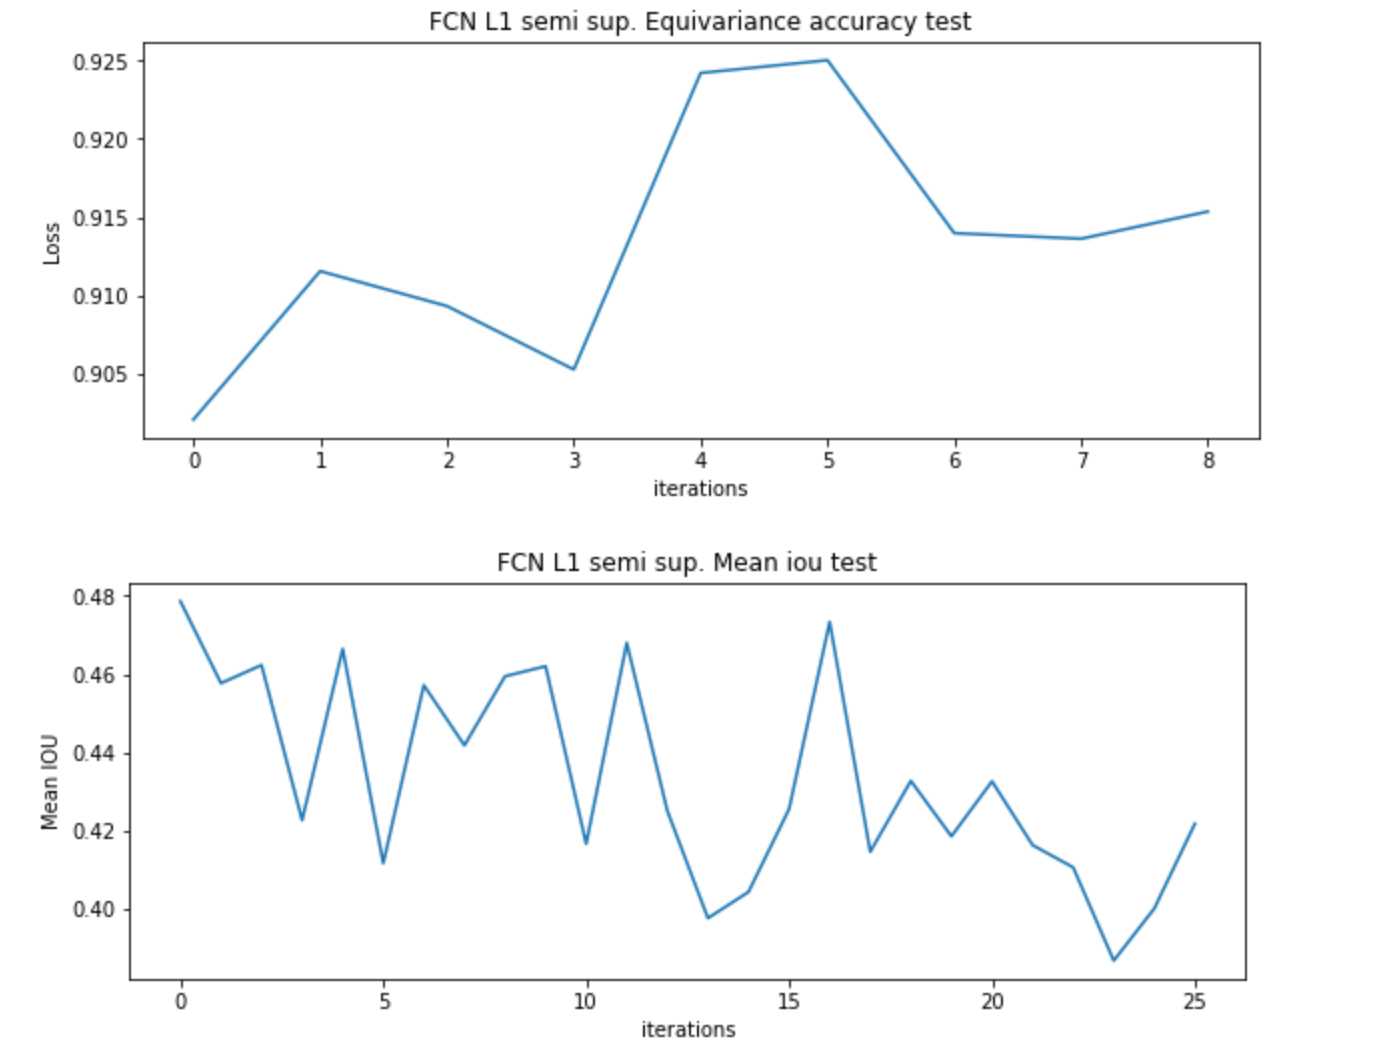 FCN L1 semi sup. Equivariance accuracy test
0.925
0.920
0.915
0.910
0.905
Loss
0 1 2 3 4 5 6 7 8
iterations
FCN L1 semi sup. Mean iou test
0.48
0.46
0.44
0.42
0.40
Mean IOU
0 5 10 15 20 25
iterations